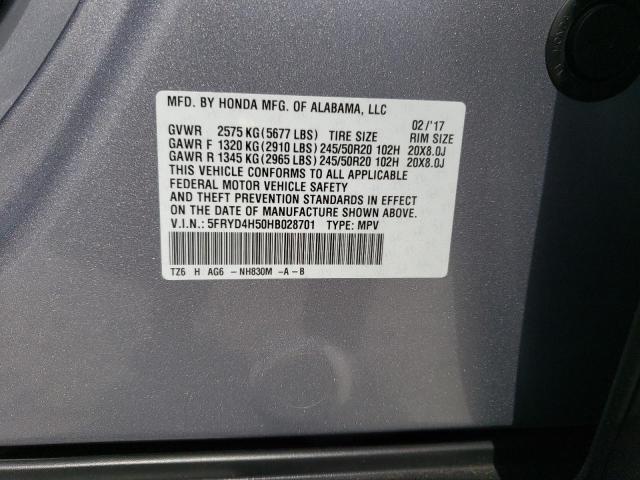 MFD. BY HONDA MFG. OF ALABAMA, LLC
02/'17
GVWR 2575 KG (5677 LBS) TIRE SIZE RIM SIZE
GAWR F 1320 KG (2910 LBS) 245/50R20 102H 20X8.0J
GAWR R 1345 KG (2965 LBS) 245/50R20 102H 20X8.0J
THIS VEHICLE CONFORMS TO ALL APPLICABLE
FEDERAL MOTOR VEHICLE SAFETY
AND THEFT PREVENTION STANDARDS IN EFFECT
ON THE DATE OF MANUFACTURE SHOWN ABOVE.
V.I.N.: 5FRYD4H50HB028701 TYPE: MPV
TZ6 H AG6 -NH830M -A -B